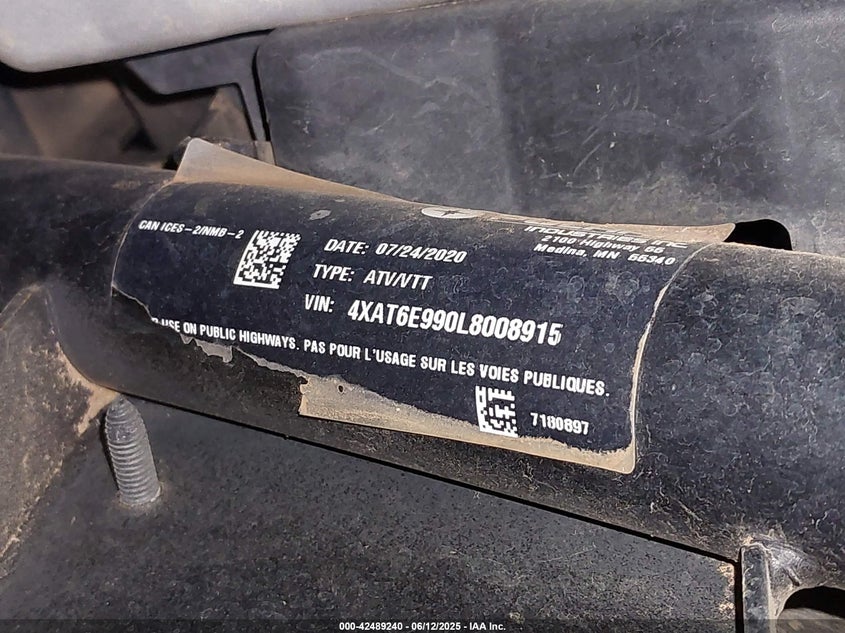 CAN ICES-2/NMB-2
INDUSTRIES INC
2100 Highway 55
Medina, MN 55340
DATE: 07/24/2020
TYPE: ATV/VTT
VIN: 4XAT6E990L8008915
USE ON PUBLIC HIGHWAYS. PAS POUR L'USAGE SUR LES VOIES PUBLIQUES.
7180897
000-42489240 - 06/12/2025 - IAA Inc.